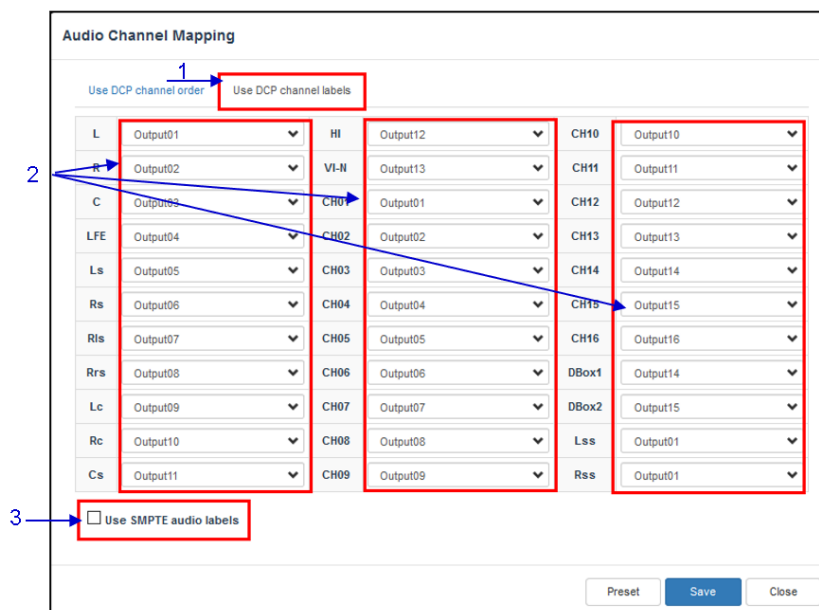 Audio Channel Mapping
1
Use DCP channel order Use DCP channel labels
L Output01 HI Output12 CH10 Output10
2 R Output02 VI-N Output13 CH11 Output11
C Output03 CH01 Output01 CH12 Output12
LFE Output04 CH02 Output02 CH13 Output13
Ls Output05 CH03 Output03 CH14 Output14
Rs Output06 CH04 Output04 CH15 Output15
Rls Output07 CH05 Output05 CH16 Output16
Rrs Output08 CH06 Output06 DBox1 Output14
Lc Output09 CH07 Output07 DBox2 Output15
Rc Output10 CH08 Output08 Lss Output01
Cs Output11 CH09 Output09 Rss Output01
3 Use SMPTE audio labels
Preset Save Close